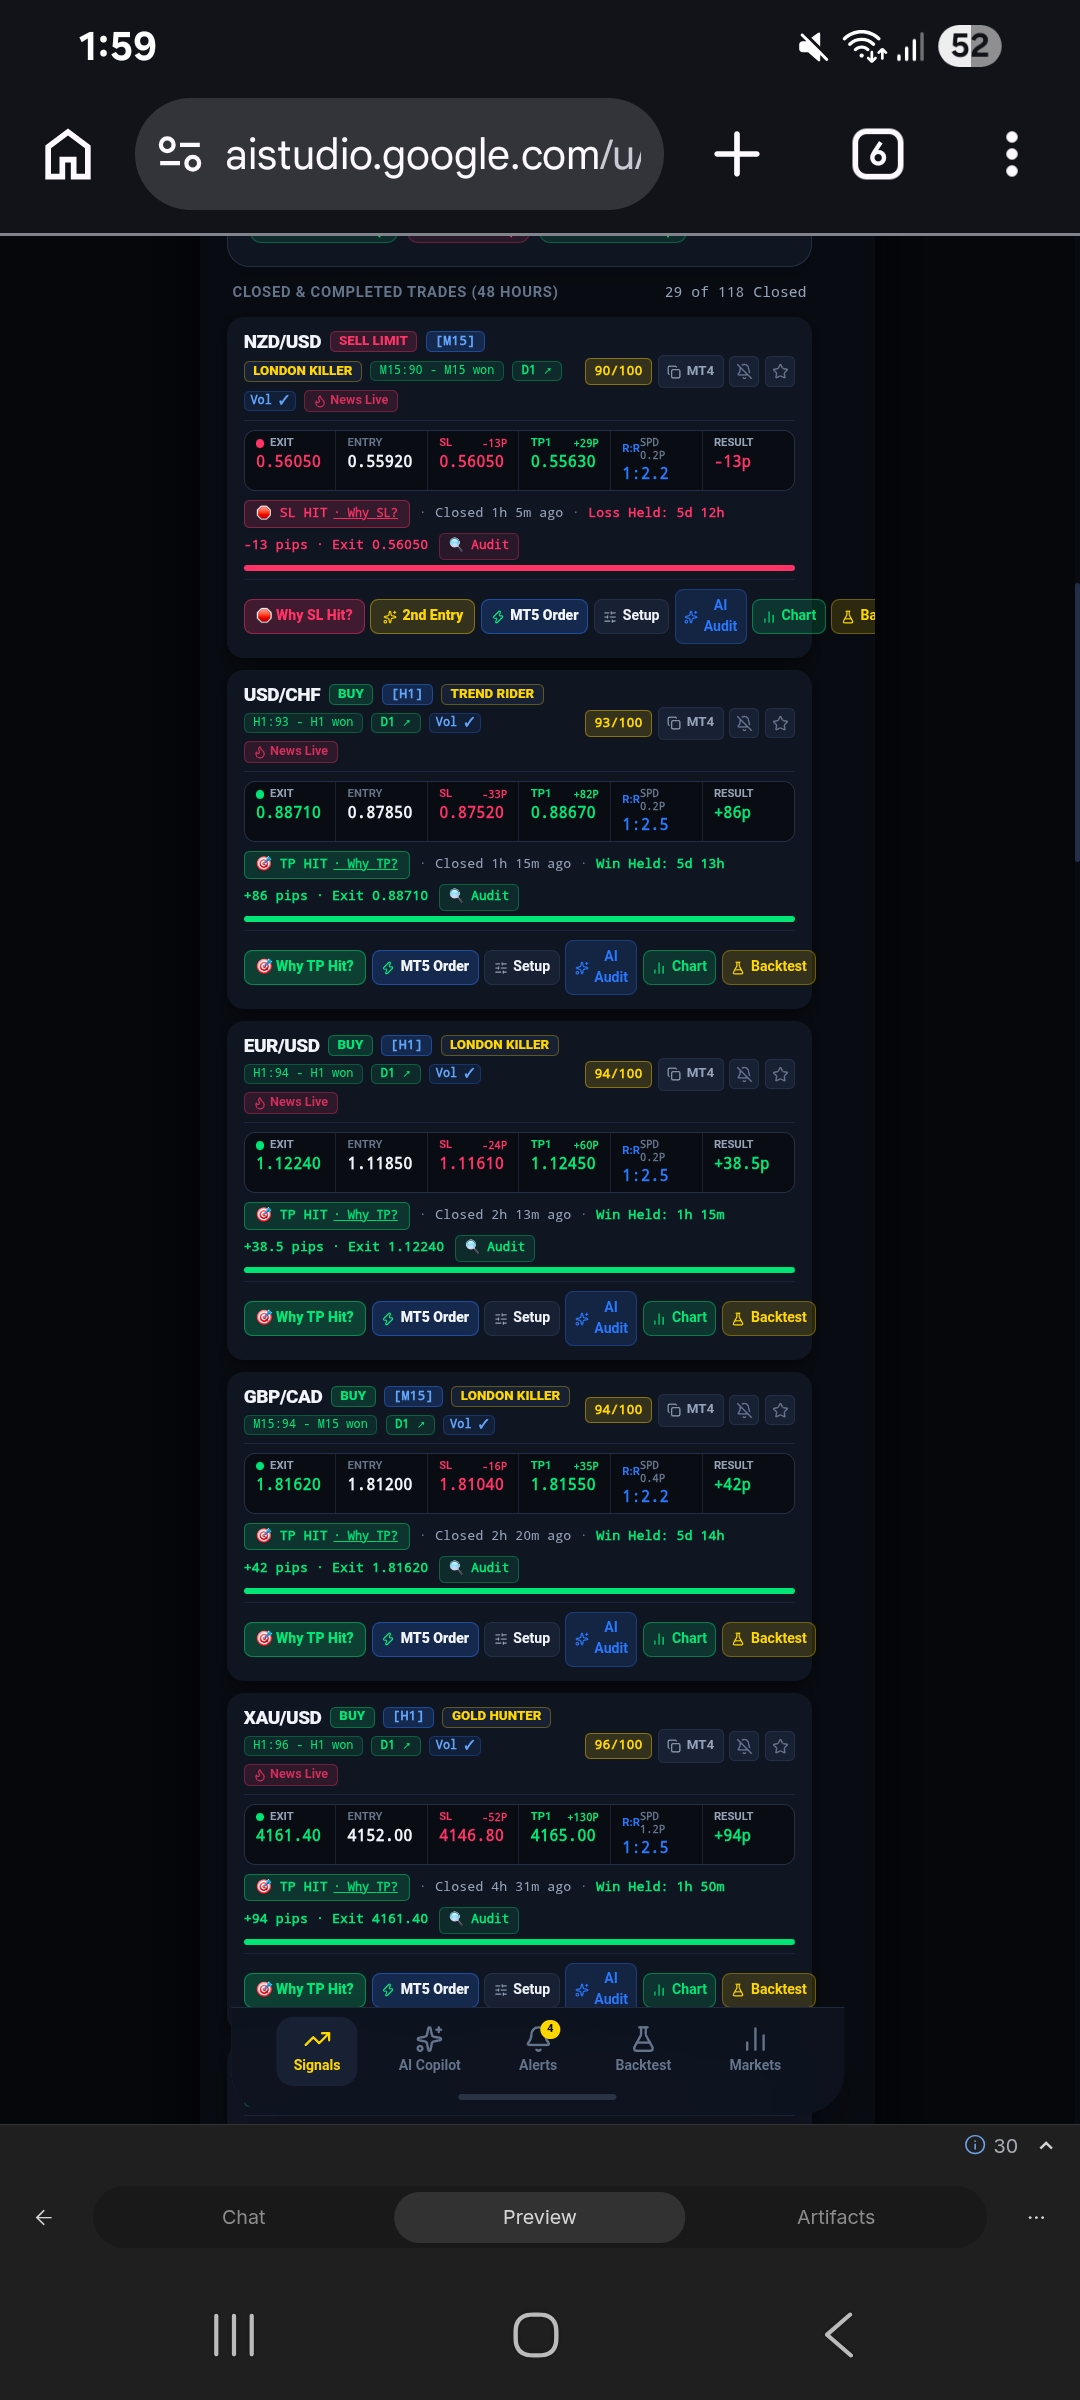 1:59
52
aistudio.google.com/u/
6
CLOSED & COMPLETED TRADES (48 HOURS) 29 of 118 Closed
NZD/USD SELL LIMIT [M15]
LONDON KILLER M15:90 - M15 won D1 ↗ 90/100 MT4
Vol ✓ News Live
EXIT ENTRY SL -13P TP1 +29P R:R SPD 0.2P RESULT
0.56050 0.55920 0.56050 0.55630 1:2.2 -13p
SL HIT · Why SL? · Closed 1h 5m ago · Loss Held: 5d 12h
-13 pips · Exit 0.56050 Audit
Why SL Hit? 2nd Entry MT5 Order Setup AI Audit Chart Ba
USD/CHF BUY [H1] TREND RIDER
H1:93 - H1 won D1 ↗ Vol ✓ 93/100 MT4
News Live
EXIT ENTRY SL -33P TP1 +82P R:R SPD 0.2P RESULT
0.88710 0.87850 0.87520 0.88670 1:2.5 +86p
TP HIT · Why TP? · Closed 1h 15m ago · Win Held: 5d 13h
+86 pips · Exit 0.88710 Audit
Why TP Hit? MT5 Order Setup AI Audit Chart Backtest
EUR/USD BUY [H1] LONDON KILLER
H1:94 - H1 won D1 ↗ Vol ✓ 94/100 MT4
News Live
EXIT ENTRY SL -24P TP1 +60P R:R SPD 0.2P RESULT
1.12240 1.11850 1.11610 1.12450 1:2.5 +38.5p
TP HIT · Why TP? · Closed 2h 13m ago · Win Held: 1h 15m
+38.5 pips · Exit 1.12240 Audit
Why TP Hit? MT5 Order Setup AI Audit Chart Backtest
GBP/CAD BUY [M15] LONDON KILLER
M15:94 - M15 won D1 ↗ Vol ✓ 94/100 MT4
EXIT ENTRY SL -16P TP1 +35P R:R SPD 0.4P RESULT
1.81620 1.81200 1.81040 1.81550 1:2.2 +42p
TP HIT · Why TP? · Closed 2h 20m ago · Win Held: 5d 14h
+42 pips · Exit 1.81620 Audit
Why TP Hit? MT5 Order Setup AI Audit Chart Backtest
XAU/USD BUY [H1] GOLD HUNTER
H1:96 - H1 won D1 ↗ Vol ✓ 96/100 MT4
News Live
EXIT ENTRY SL -52P TP1 +130P R:R SPD 1.2P RESULT
4161.40 4152.00 4146.80 4165.00 1:2.5 +94p
TP HIT · Why TP? · Closed 4h 31m ago · Win Held: 1h 50m
+94 pips · Exit 4161.40 Audit
Why TP Hit? MT5 Order Setup AI Audit Chart Backtest
4
Signals AI Copilot Alerts Backtest Markets
30
Chat Preview Artifacts